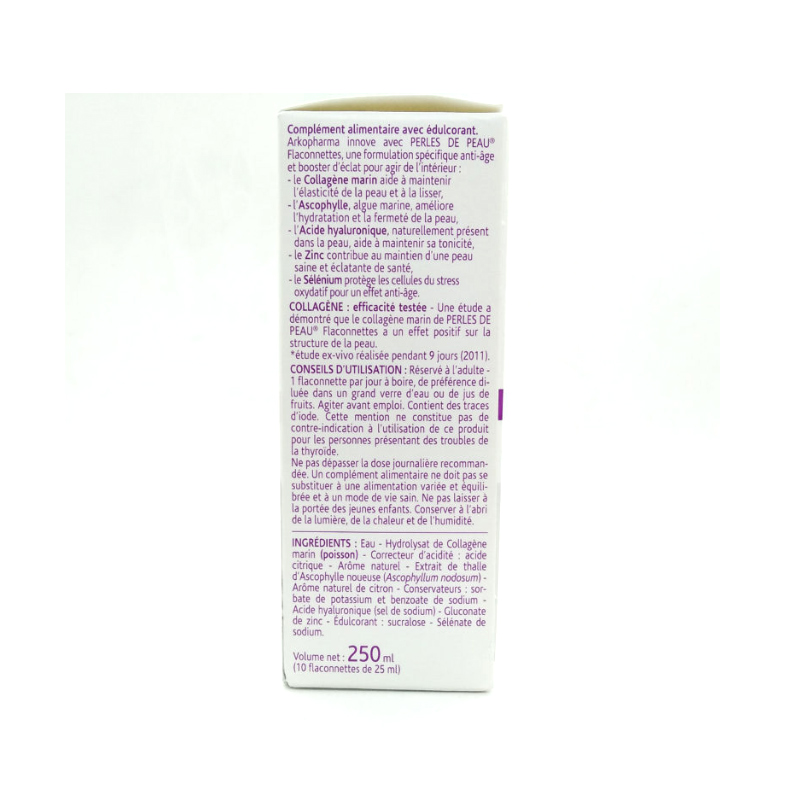 Complément alimentaire avec édulcorant.
Arkopharma innove avec PERLES DE PEAU®
Flaconnettes, une formulation spécifique anti-âge
et booster d'éclat pour agir de l'intérieur :
- le Collagène marin aide à maintenir
l'élasticité de la peau et à la lisser,
- l'Ascophylle, algue marine, améliore
l'hydratation et la fermeté de la peau,
- l'Acide hyaluronique, naturellement présent
dans la peau, aide à maintenir sa tonicité,
- le Zinc contribue au maintien d'une peau
saine et éclatante de santé,
- le Sélénium protège les cellules du stress
oxydatif pour un effet anti-âge.
COLLAGÈNE : efficacité testée - Une étude a
démontré que le collagène marin de PERLES DE
PEAU® Flaconnettes a un effet positif sur la
structure de la peau.
*étude ex-vivo réalisée pendant 9 jours (2011).
CONSEILS D'UTILISATION : Réservé à l'adulte -
1 flaconnette par jour à boire, de préférence di-
luée dans un grand verre d'eau ou de jus de
fruits. Agiter avant emploi. Contient des traces
d'iode. Cette mention ne constitue pas de
contre-indication à l'utilisation de ce produit
pour les personnes présentant des troubles de
la thyroïde.
Ne pas dépasser la dose journalière recomman-
dée. Un complément alimentaire ne doit pas se
substituer à une alimentation variée et équili-
brée et à un mode de vie sain. Ne pas laisser à
la portée des jeunes enfants. Conserver à l'abri
de la lumière, de la chaleur et de l'humidité.
INGRÉDIENTS : Eau - Hydrolysat de Collagène
marin (poisson) - Correcteur d'acidité : acide
citrique - Arôme naturel - Extrait de thalle
d'Ascophylle noueuse (Ascophyllum nodosum) -
Arôme naturel de citron - Conservateurs : sor-
bate de potassium et benzoate de sodium -
Acide hyaluronique (sel de sodium) - Gluconate
de zinc - Édulcorant : sucralose - Sélénate de
sodium.
Volume net : 250 ml
(10 flaconnettes de 25 ml)